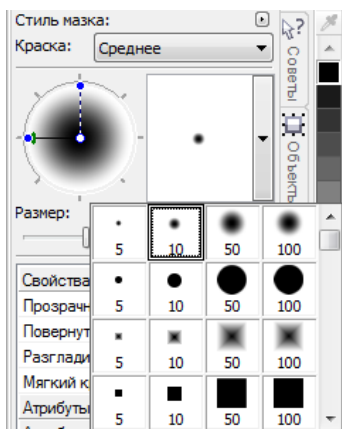 Стиль мазка:
Краска: Среднее
Советы
Объекты
Размер:
5 10 50 100
Свойства
5 10 50 100
Прозрачн
Повернут
Разглади
5 10 50 100
Мягкий к
Атрибуты
5 10 50 100